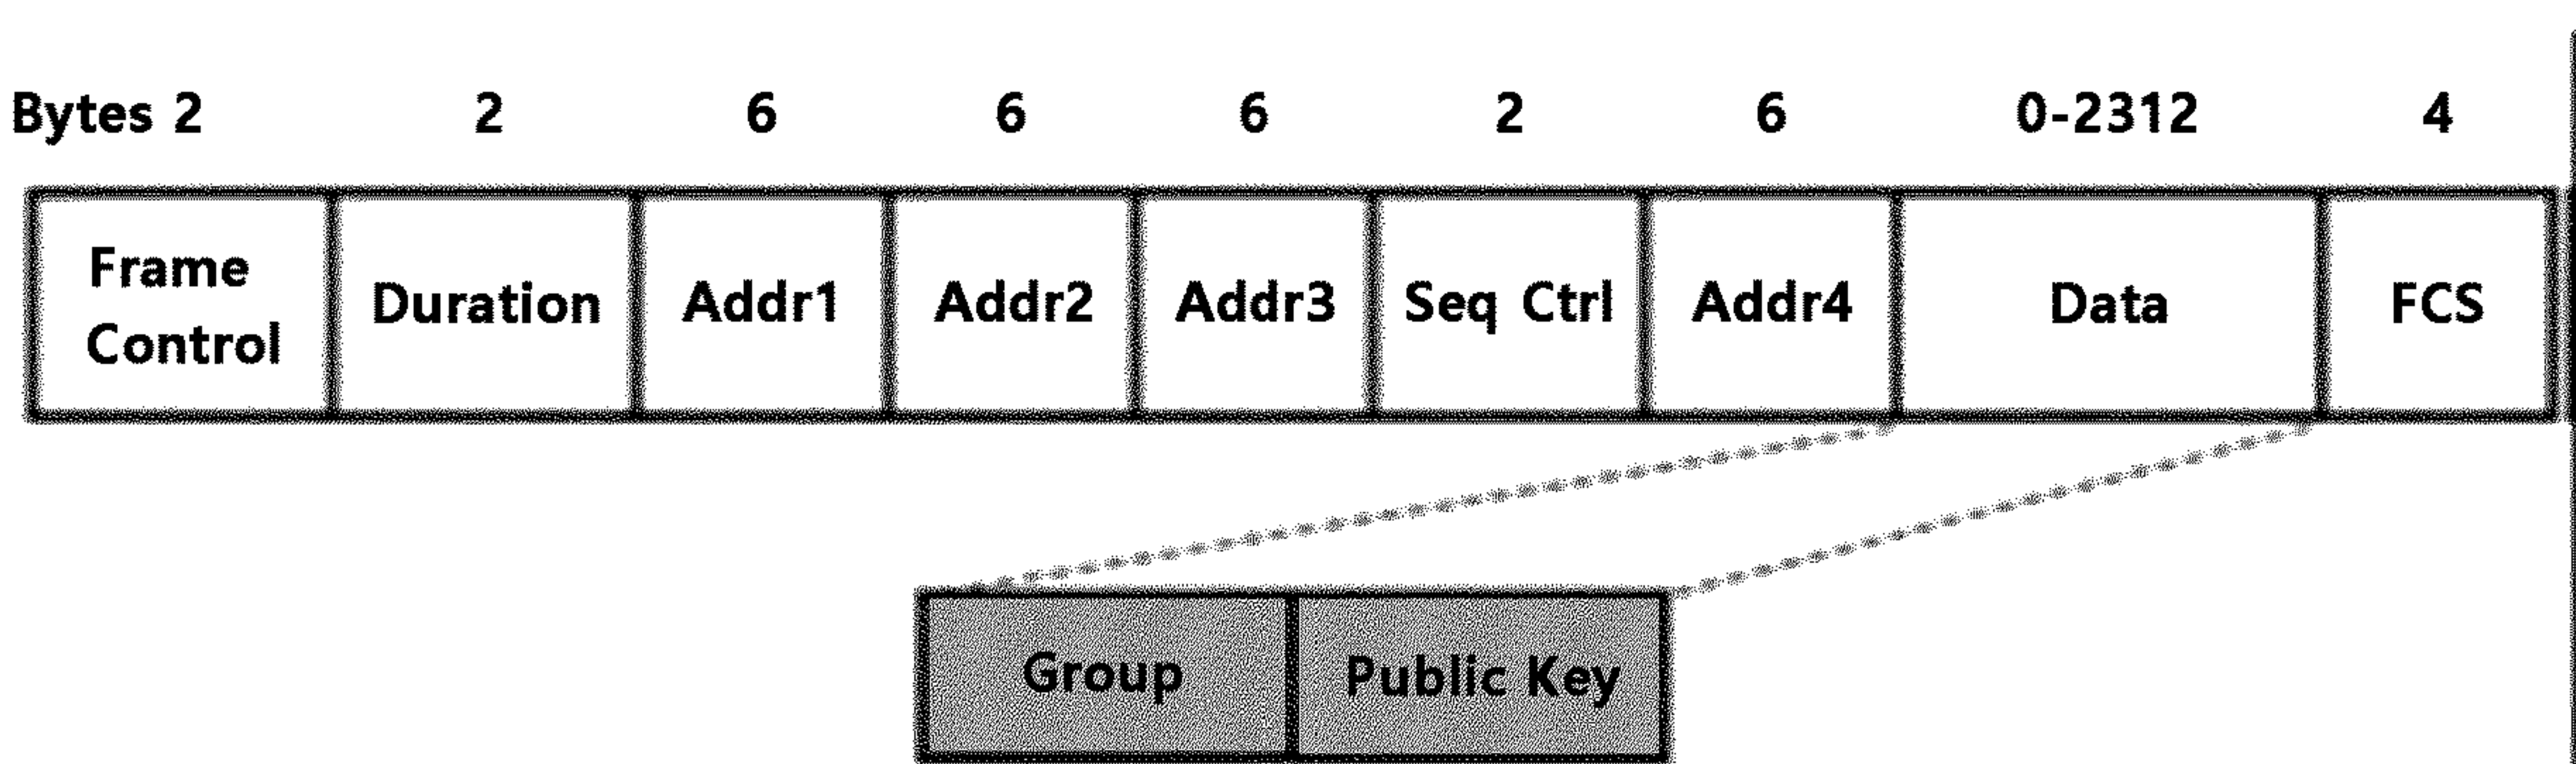 Bytes 2 2 6 6 6 2 6 0-2312 4
Frame Control Duration Addr1 Addr2 Addr3 Seq Ctrl Addr4 Data FCS
Group Public Key